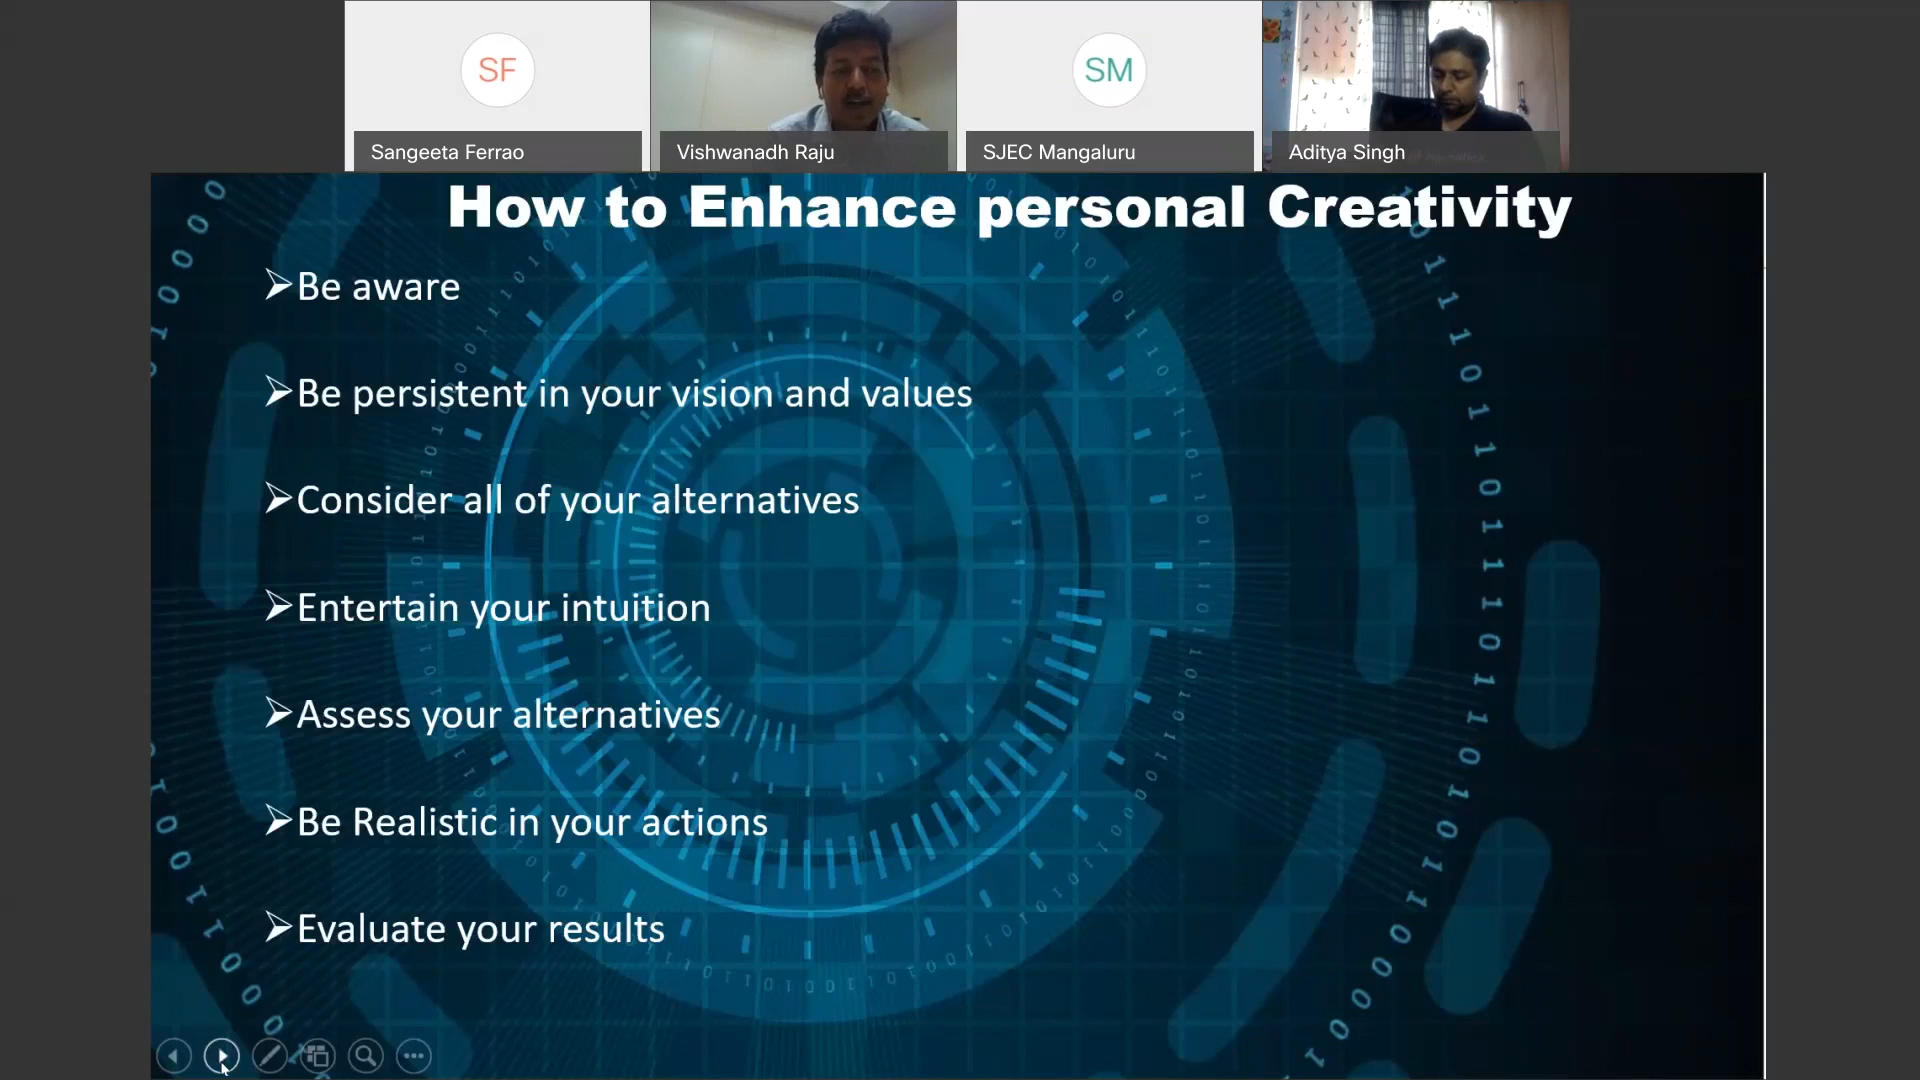 SF
SM
Sangeeta Ferrao
Vishwanadh Raju
SJEC Mangaluru
Aditya Singh
How to Enhance personal Creativity
➢Be aware
➢Be persistent in your vision and values
➢Consider all of your alternatives
➢Entertain your intuition
➢Assess your alternatives
➢Be Realistic in your actions
➢Evaluate your results